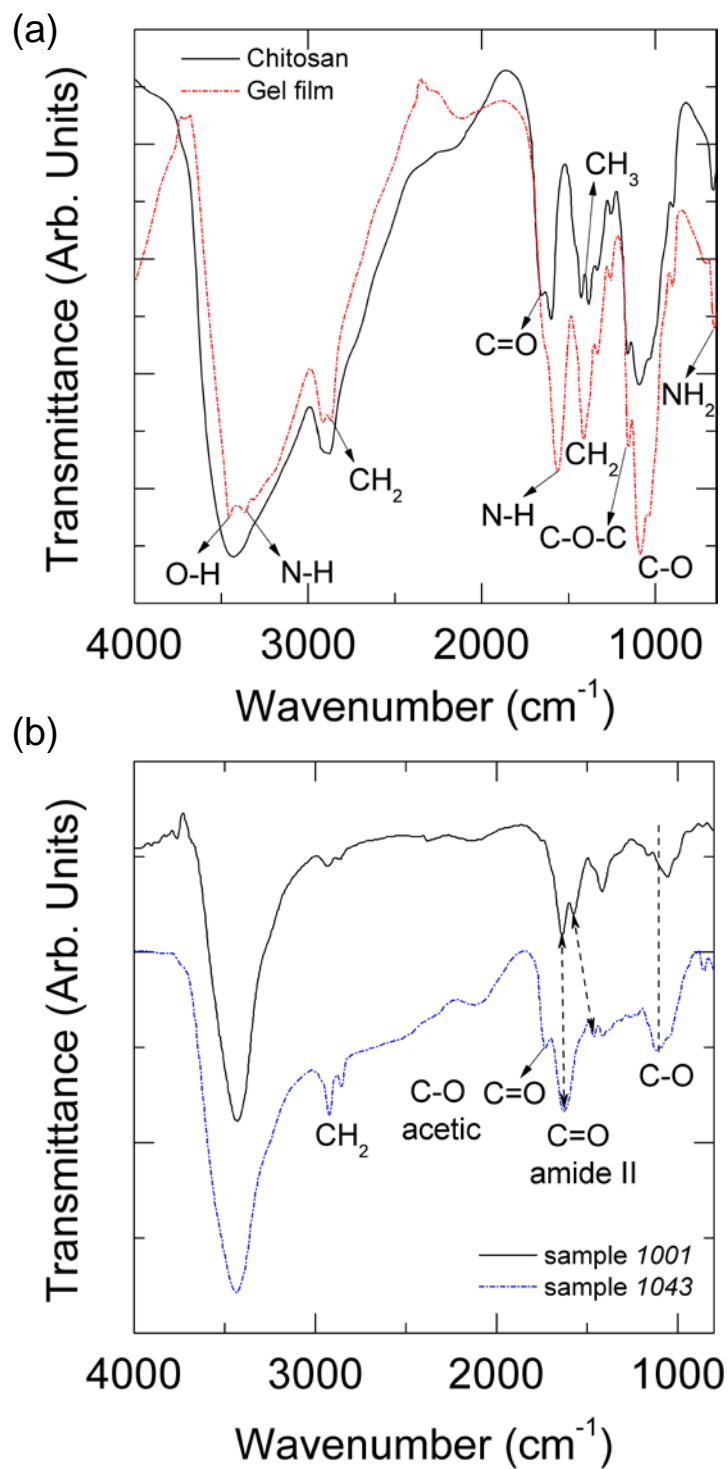 (a)
Chitosan
Gel film
CH₃
C=O
NH₂
CH₂
CH₂
N-H
C-O-C
O-H
N-H
C-O
Transmittance (Arb. Units)
4000 3000 2000 1000
Wavenumber (cm⁻¹)
(b)
C-O
C-O
acetic
C=O
CH₂
C=O
amide II
sample 1001
sample 1043
Transmittance (Arb. Units)
4000 3000 2000 1000
Wavenumber (cm⁻¹)